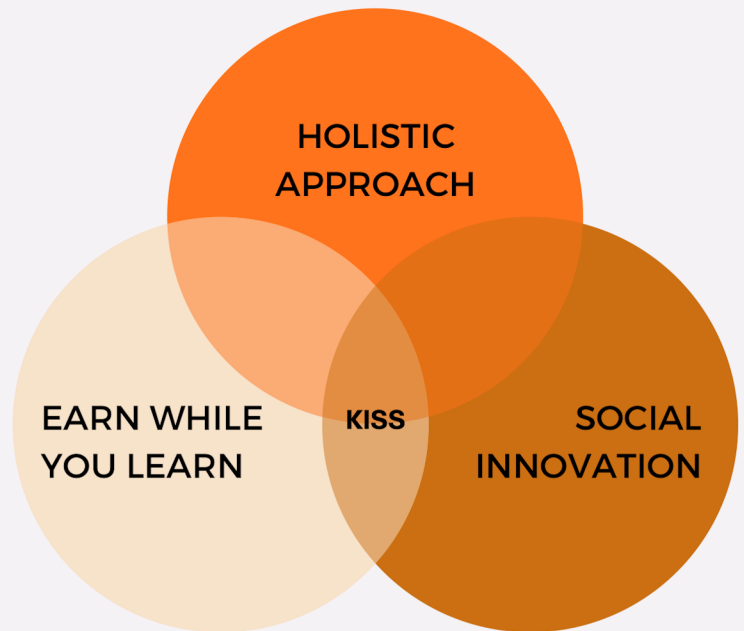 HOLISTIC
APPROACH
EARN WHILE
YOU LEARN
KISS
SOCIAL
INNOVATION